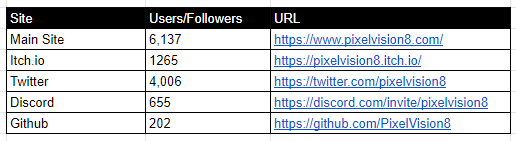 Site Users/Followers URL
Main Site 6,137 https://www.pixelvision8.com/
Itch.io 1265 https://pixelvision8.itch.io/
Twitter 4,006 https://twitter.com/pixelvision8
Discord 655 https://discord.com/invite/pixelvision8
Github 202 https://github.com/PixelVision8